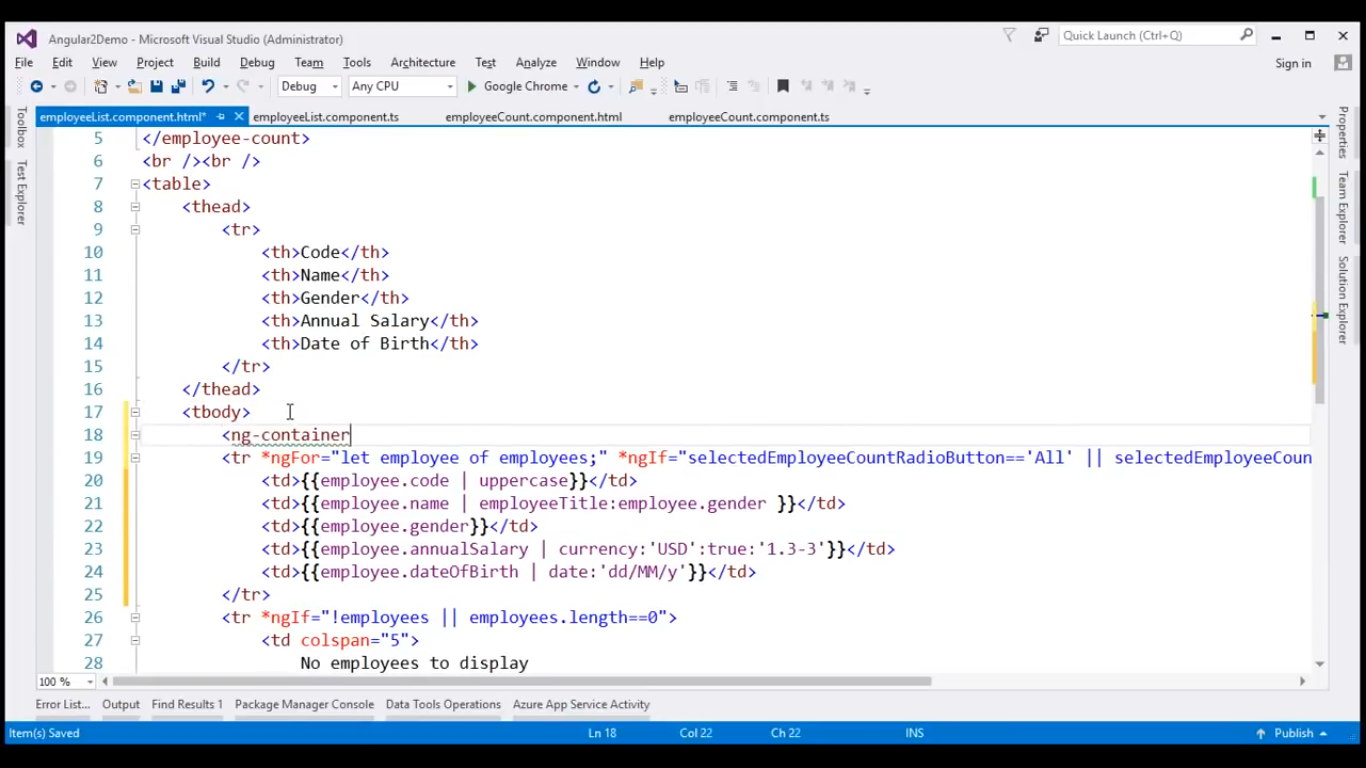 Angular2Demo - Microsoft Visual Studio (Administrator)
Quick Launch (Ctrl+Q)
File Edit View Project Build Debug Team Tools Architecture Test Analyze Window Help
Sign in
Debug Any CPU Google Chrome
employeeList.component.html* employeeList.component.ts employeeCount.component.html employeeCount.component.ts
Toolbox
Test Explorer
Properties
Team Explorer
Solution Explorer
5 </employee-count>
6 <br /><br />
7 <table>
8 <thead>
9 <tr>
10 <th>Code</th>
11 <th>Name</th>
12 <th>Gender</th>
13 <th>Annual Salary</th>
14 <th>Date of Birth</th>
15 </tr>
16 </thead>
17 <tbody>
18 <ng-container
19 <tr *ngFor="let employee of employees;" *ngIf="selectedEmployeeCountRadioButton=='All' || selectedEmployeeCoun
20 <td>{{employee.code | uppercase}}</td>
21 <td>{{employee.name | employeeTitle:employee.gender }}</td>
22 <td>{{employee.gender}}</td>
23 <td>{{employee.annualSalary | currency:'USD':true:'1.3-3'}}</td>
24 <td>{{employee.dateOfBirth | date:'dd/MM/y'}}</td>
25 </tr>
26 <tr *ngIf="!employees || employees.length==0">
27 <td colspan="5">
28 No employees to display
100 %
Error List... Output Find Results 1 Package Manager Console Data Tools Operations Azure App Service Activity
Item(s) Saved Ln 18 Col 22 Ch 22 INS Publish